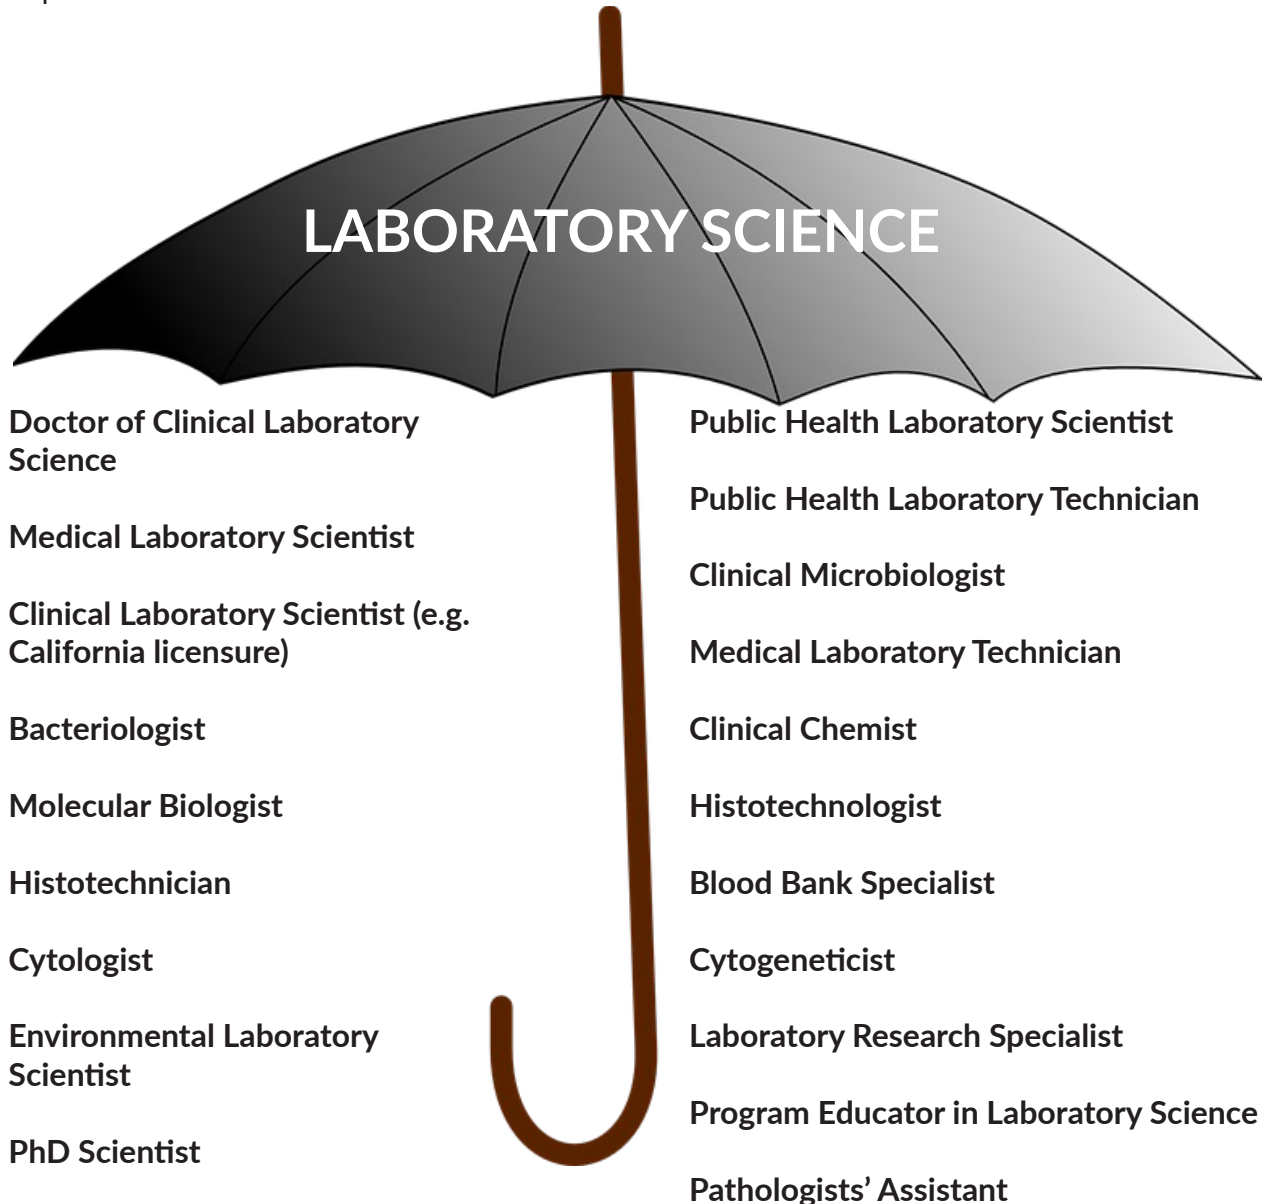 LABORATORY SCIENCE
Doctor of Clinical Laboratory
Science
Medical Laboratory Scientist
Clinical Laboratory Scientist (e.g.
California licensure)
Bacteriologist
Molecular Biologist
Histotechnician
Cytologist
Environmental Laboratory
Scientist
PhD Scientist
Public Health Laboratory Scientist
Public Health Laboratory Technician
Clinical Microbiologist
Medical Laboratory Technician
Clinical Chemist
Histotechnologist
Blood Bank Specialist
Cytogeneticist
Laboratory Research Specialist
Program Educator in Laboratory Science
Pathologists’ Assistant